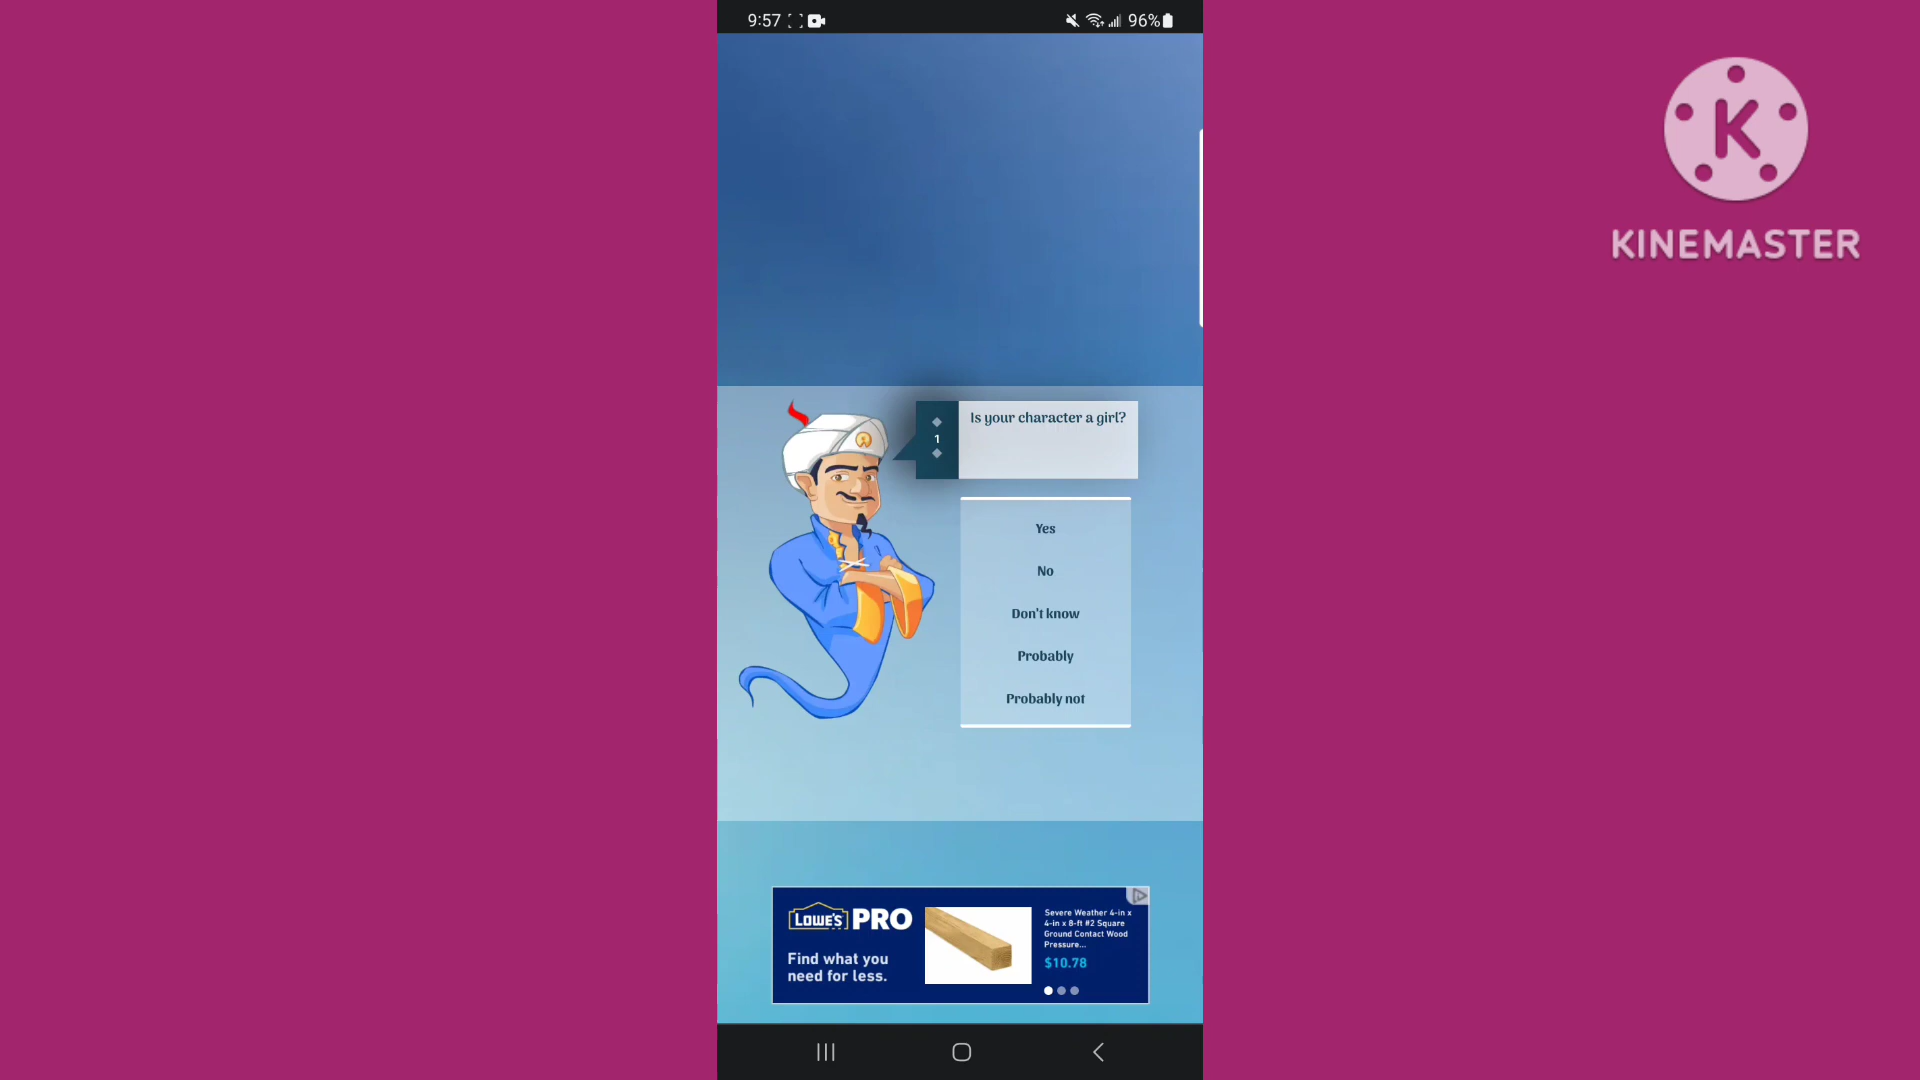 9:57
96%
K
KINEMASTER
1
Is your character a girl?
Yes
No
Don't know
Probably
Probably not
LOWE'S PRO
Find what you
need for less.
Severe Weather 4-in x
4-in x 8-ft #2 Square
Ground Contact Wood
Pressure...
$10.78